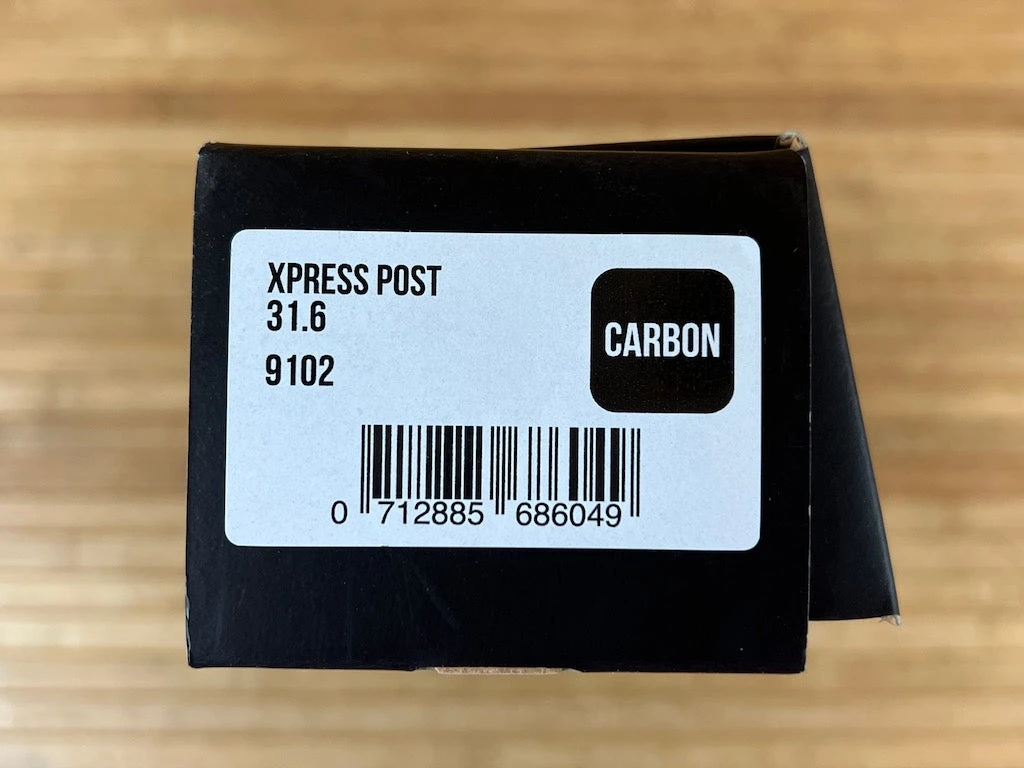 XPRESS POST
31.6
9102
CARBON
0 712885 686049